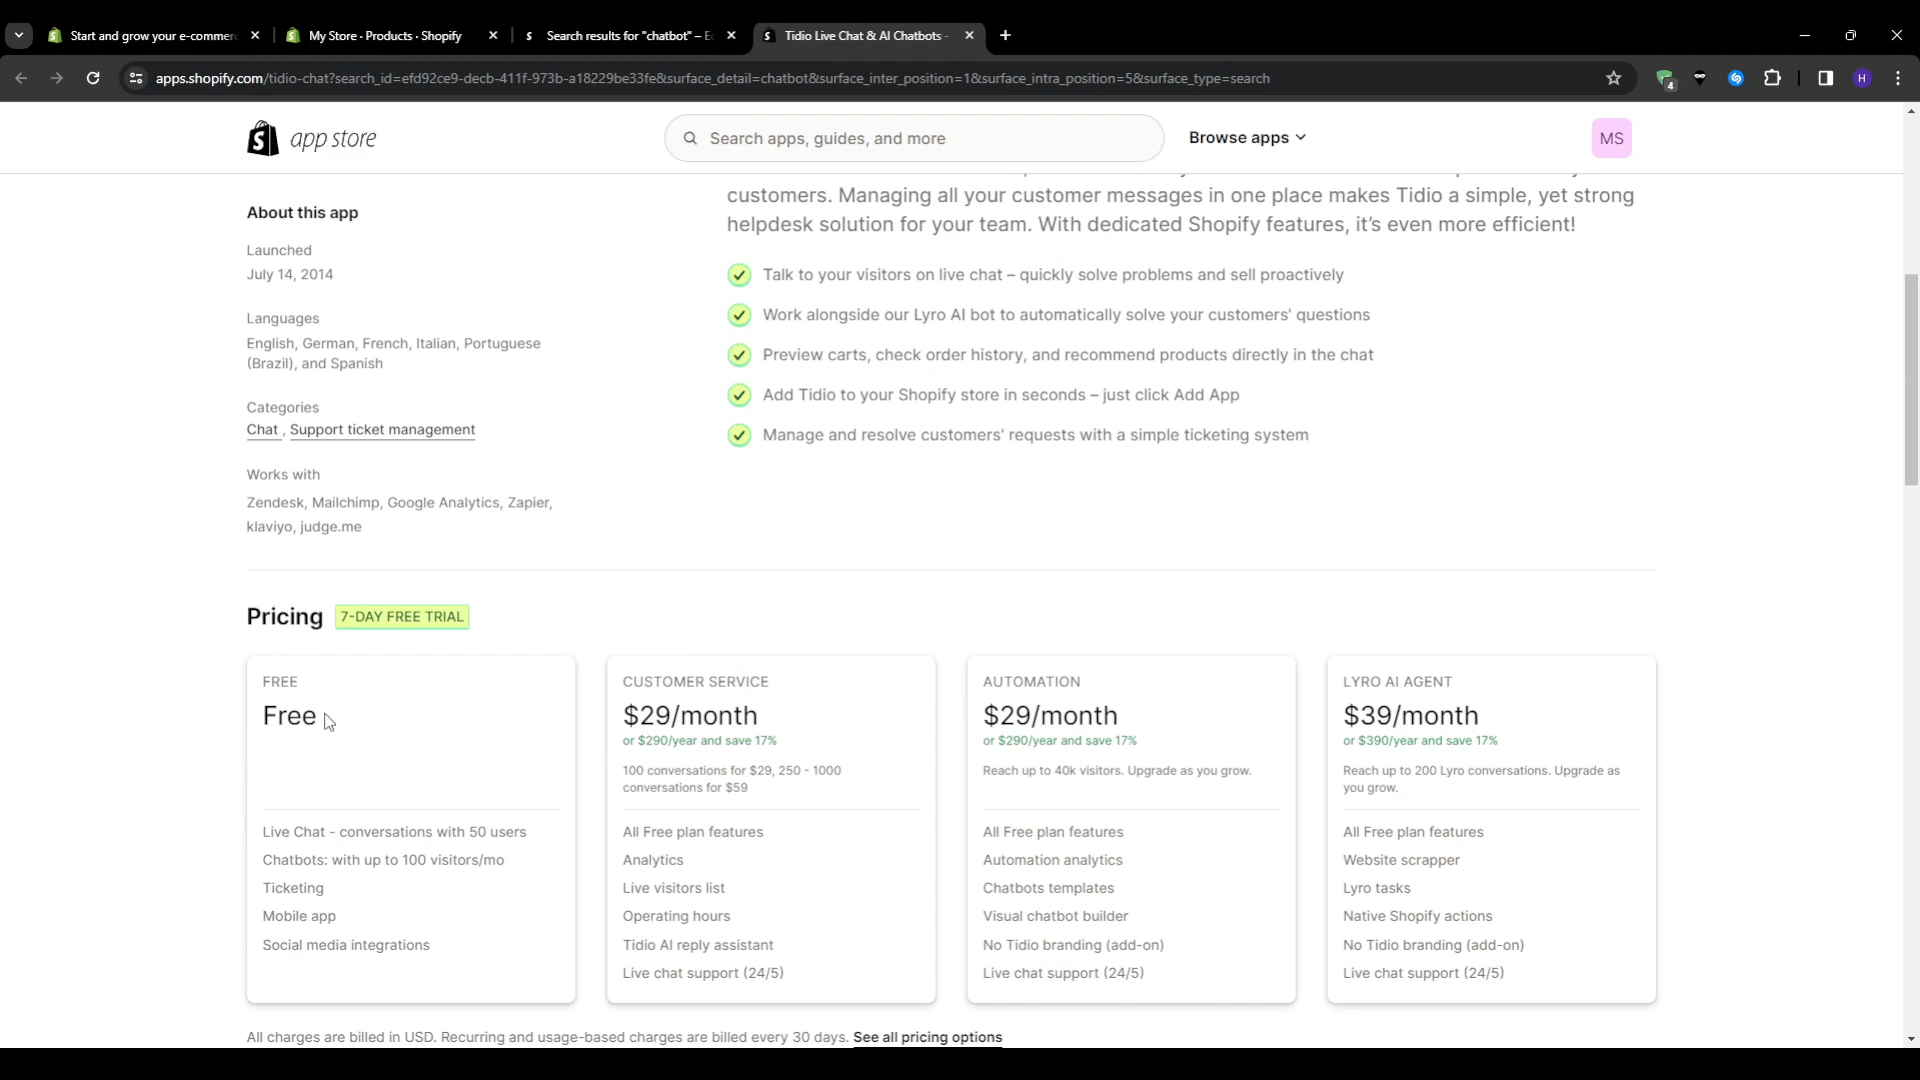 Start and grow your e-commer
My Store · Products · Shopify
Search results for "chatbot" – Ec
Tidio Live Chat & AI Chatbots -
apps.shopify.com/tidio-chat?search_id=efd92ce9-decb-411f-973b-a18229be33fe&surface_detail=chatbot&surface_inter_position=1&surface_intra_position=5&surface_type=search
4
H
app store
Search apps, guides, and more
Browse apps
MS
customers. Managing all your customer messages in one place makes Tidio a simple, yet strong
helpdesk solution for your team. With dedicated Shopify features, it's even more efficient!
Talk to your visitors on live chat – quickly solve problems and sell proactively
Work alongside our Lyro AI bot to automatically solve your customers' questions
Preview carts, check order history, and recommend products directly in the chat
Add Tidio to your Shopify store in seconds – just click Add App
Manage and resolve customers' requests with a simple ticketing system
About this app
Launched
July 14, 2014
Languages
English, German, French, Italian, Portuguese
(Brazil), and Spanish
Categories
Chat , Support ticket management
Works with
Zendesk, Mailchimp, Google Analytics, Zapier,
klaviyo, judge.me
Pricing 7-DAY FREE TRIAL
FREE
Free
Live Chat - conversations with 50 users
Chatbots: with up to 100 visitors/mo
Ticketing
Mobile app
Social media integrations
CUSTOMER SERVICE
$29/month
or $290/year and save 17%
100 conversations for $29, 250 - 1000
conversations for $59
All Free plan features
Analytics
Live visitors list
Operating hours
Tidio AI reply assistant
Live chat support (24/5)
AUTOMATION
$29/month
or $290/year and save 17%
Reach up to 40k visitors. Upgrade as you grow.
All Free plan features
Automation analytics
Chatbots templates
Visual chatbot builder
No Tidio branding (add-on)
Live chat support (24/5)
LYRO AI AGENT
$39/month
or $390/year and save 17%
Reach up to 200 Lyro conversations. Upgrade as
you grow.
All Free plan features
Website scrapper
Lyro tasks
Native Shopify actions
No Tidio branding (add-on)
Live chat support (24/5)
All charges are billed in USD. Recurring and usage-based charges are billed every 30 days. See all pricing options